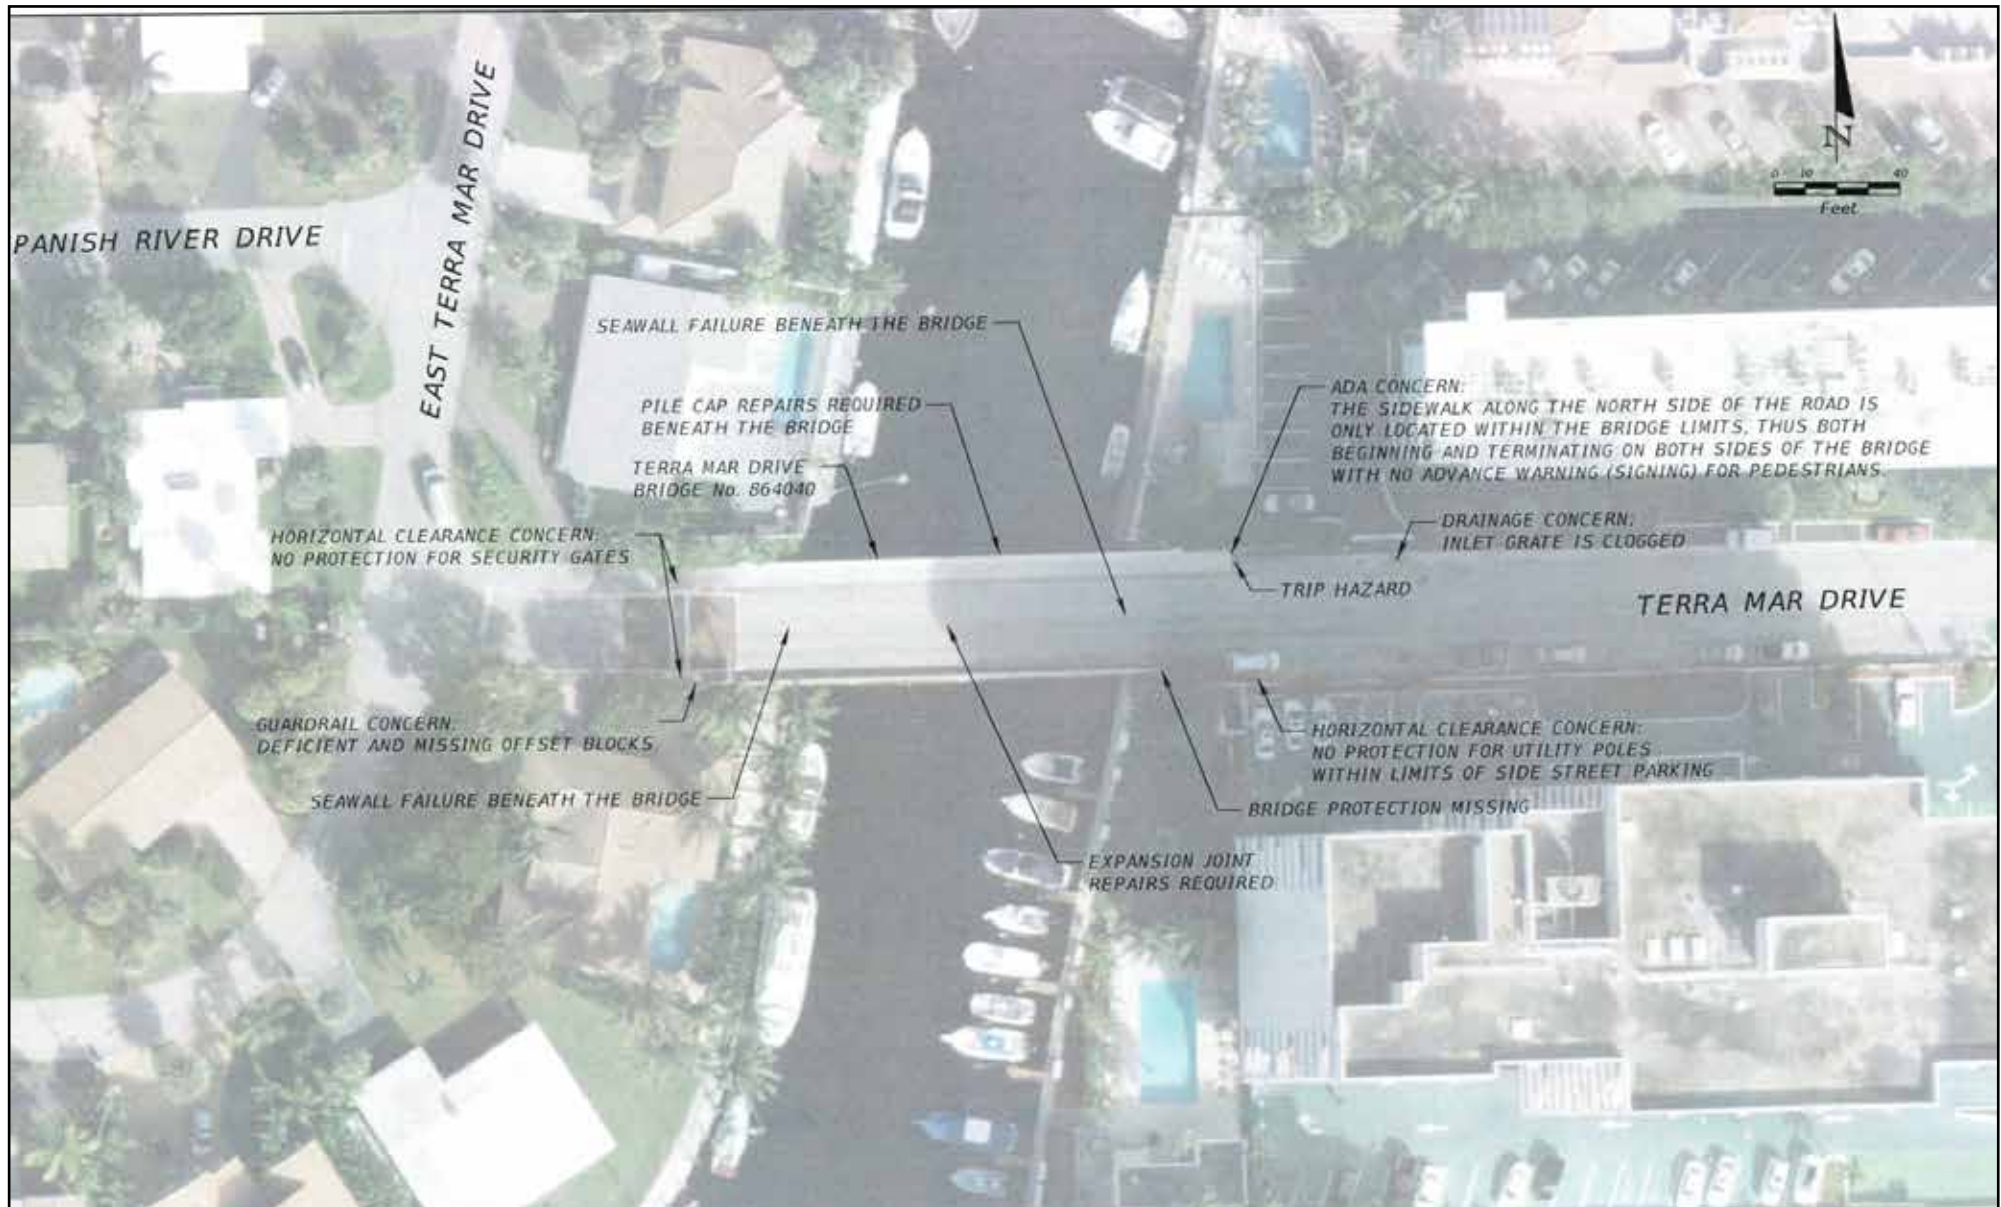 N
0 10 40
Feet
PANISH RIVER DRIVE
EAST TERRA MAR DRIVE
SEAWALL FAILURE BENEATH THE BRIDGE
PILE CAP REPAIRS REQUIRED
BENEATH THE BRIDGE
TERRA MAR DRIVE
BRIDGE No. 864040
ADA CONCERN:
THE SIDEWALK ALONG THE NORTH SIDE OF THE ROAD IS
ONLY LOCATED WITHIN THE BRIDGE LIMITS, THUS BOTH
BEGINNING AND TERMINATING ON BOTH SIDES OF THE BRIDGE
WITH NO ADVANCE WARNING (SIGNING) FOR PEDESTRIANS.
HORIZONTAL CLEARANCE CONCERN:
NO PROTECTION FOR SECURITY GATES
DRAINAGE CONCERN:
INLET GRATE IS CLOGGED
TRIP HAZARD
TERRA MAR DRIVE
GUARDRAIL CONCERN:
DEFICIENT AND MISSING OFFSET BLOCKS
HORIZONTAL CLEARANCE CONCERN:
NO PROTECTION FOR UTILITY POLES
WITHIN LIMITS OF SIDE STREET PARKING
SEAWALL FAILURE BENEATH THE BRIDGE
BRIDGE PROTECTION MISSING
EXPANSION JOINT
REPAIRS REQUIRED